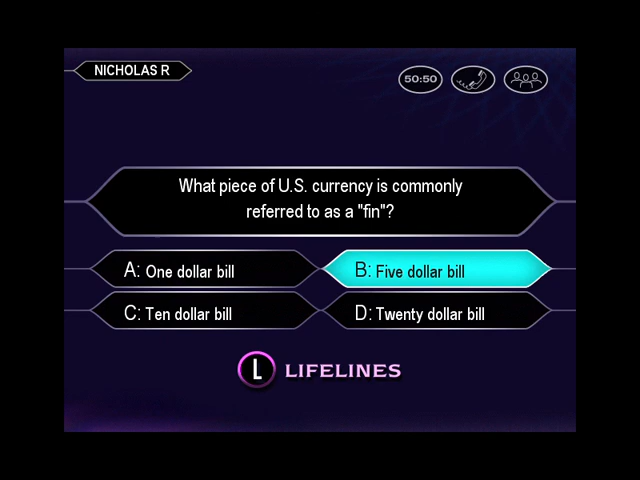 NICHOLAS R
50:50
What piece of U.S. currency is commonly
referred to as a "fin"?
A: One dollar bill
B: Five dollar bill
C: Ten dollar bill
D: Twenty dollar bill
L LIFELINES